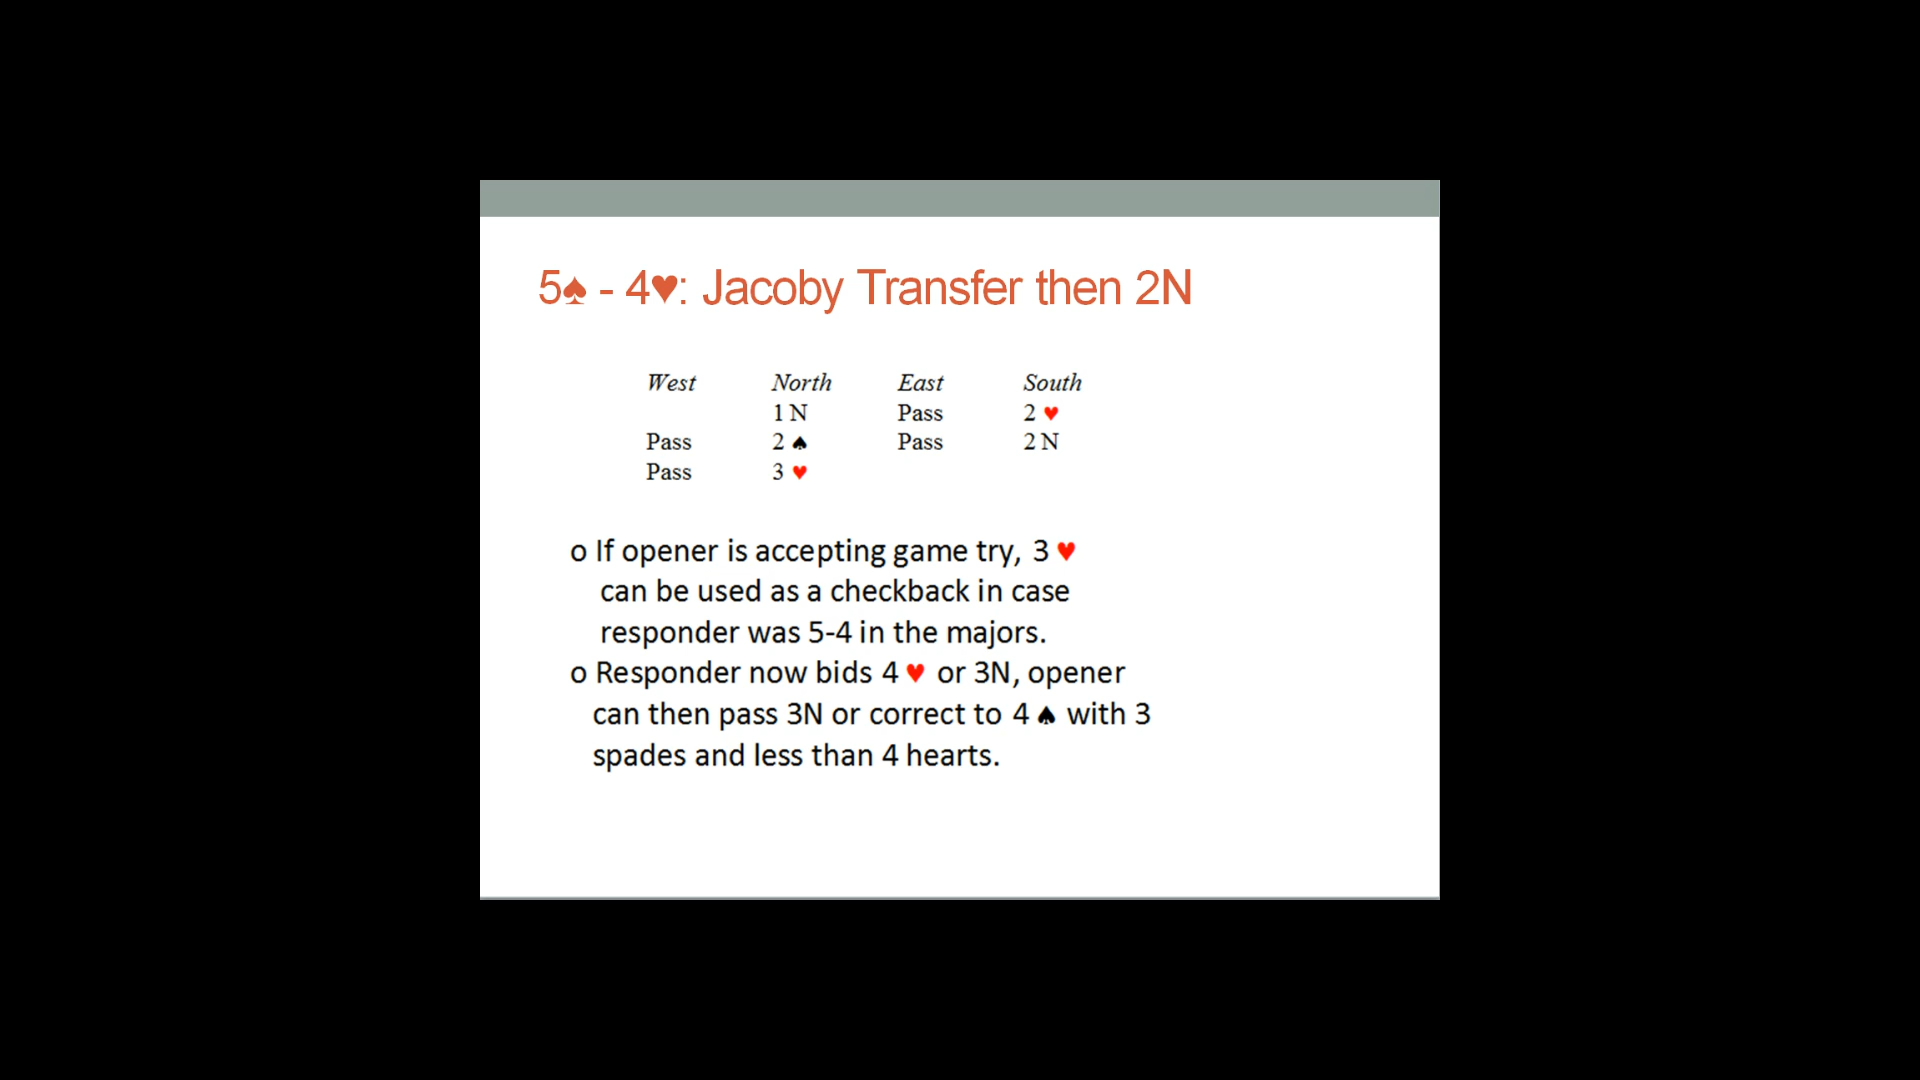 5♠ - 4♥: Jacoby Transfer then 2N
West North East South
1 N Pass 2 ♥
Pass 2 ♠ Pass 2 N
Pass 3 ♥
o If opener is accepting game try, 3 ♥
can be used as a checkback in case
responder was 5-4 in the majors.
o Responder now bids 4 ♥ or 3N, opener
can then pass 3N or correct to 4 ♠ with 3
spades and less than 4 hearts.